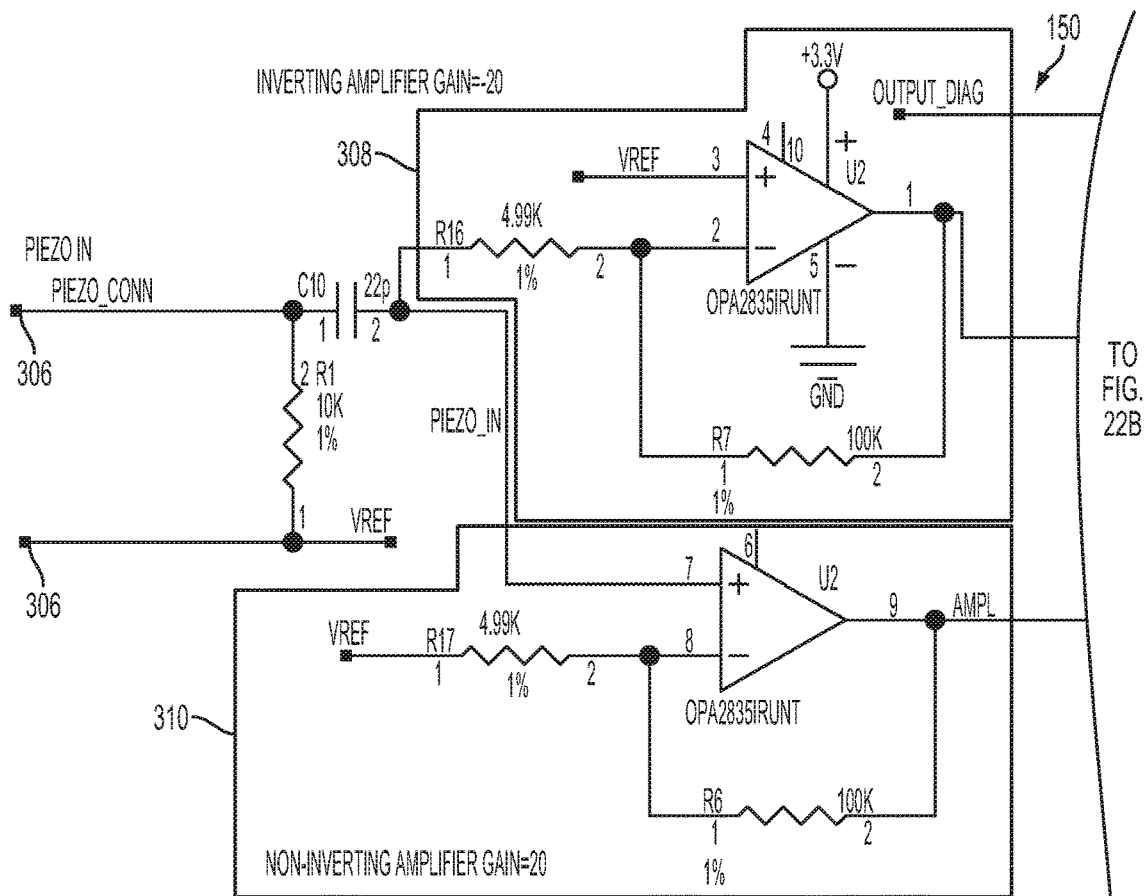 150
+3.3V
INVERTING AMPLIFIER GAIN=-20
OUTPUT_DIAG
308
4
10
+
U2
VREF
3
+
1
4.99K
R16
1
1%
2
2
−
5
−
OPA2835IRUNT
GND
PIEZO IN
PIEZO_CONN
C10
22p
1
2
306
2
R1
10K
1%
1
PIEZO_IN
R7
100K
1
2
1%
TO
FIG.
22B
VREF
306
6
7
+
U2
9
AMPL
VREF
4.99K
R17
1
1%
2
8
−
OPA2835IRUNT
310
R6
100K
1
2
1%
NON-INVERTING AMPLIFIER GAIN=20